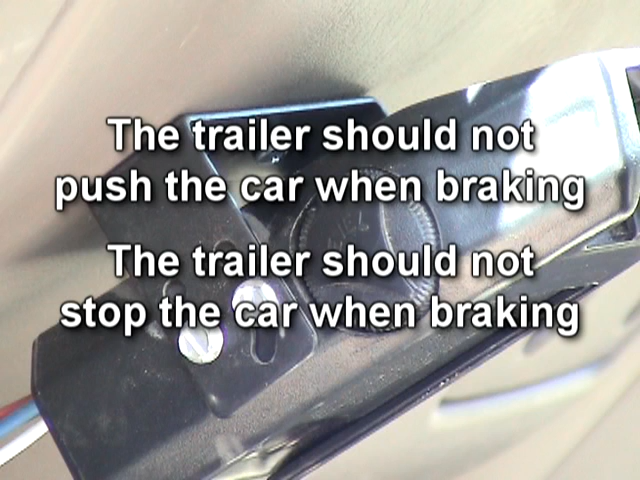 The trailer should not
push the car when braking
The trailer should not
stop the car when braking